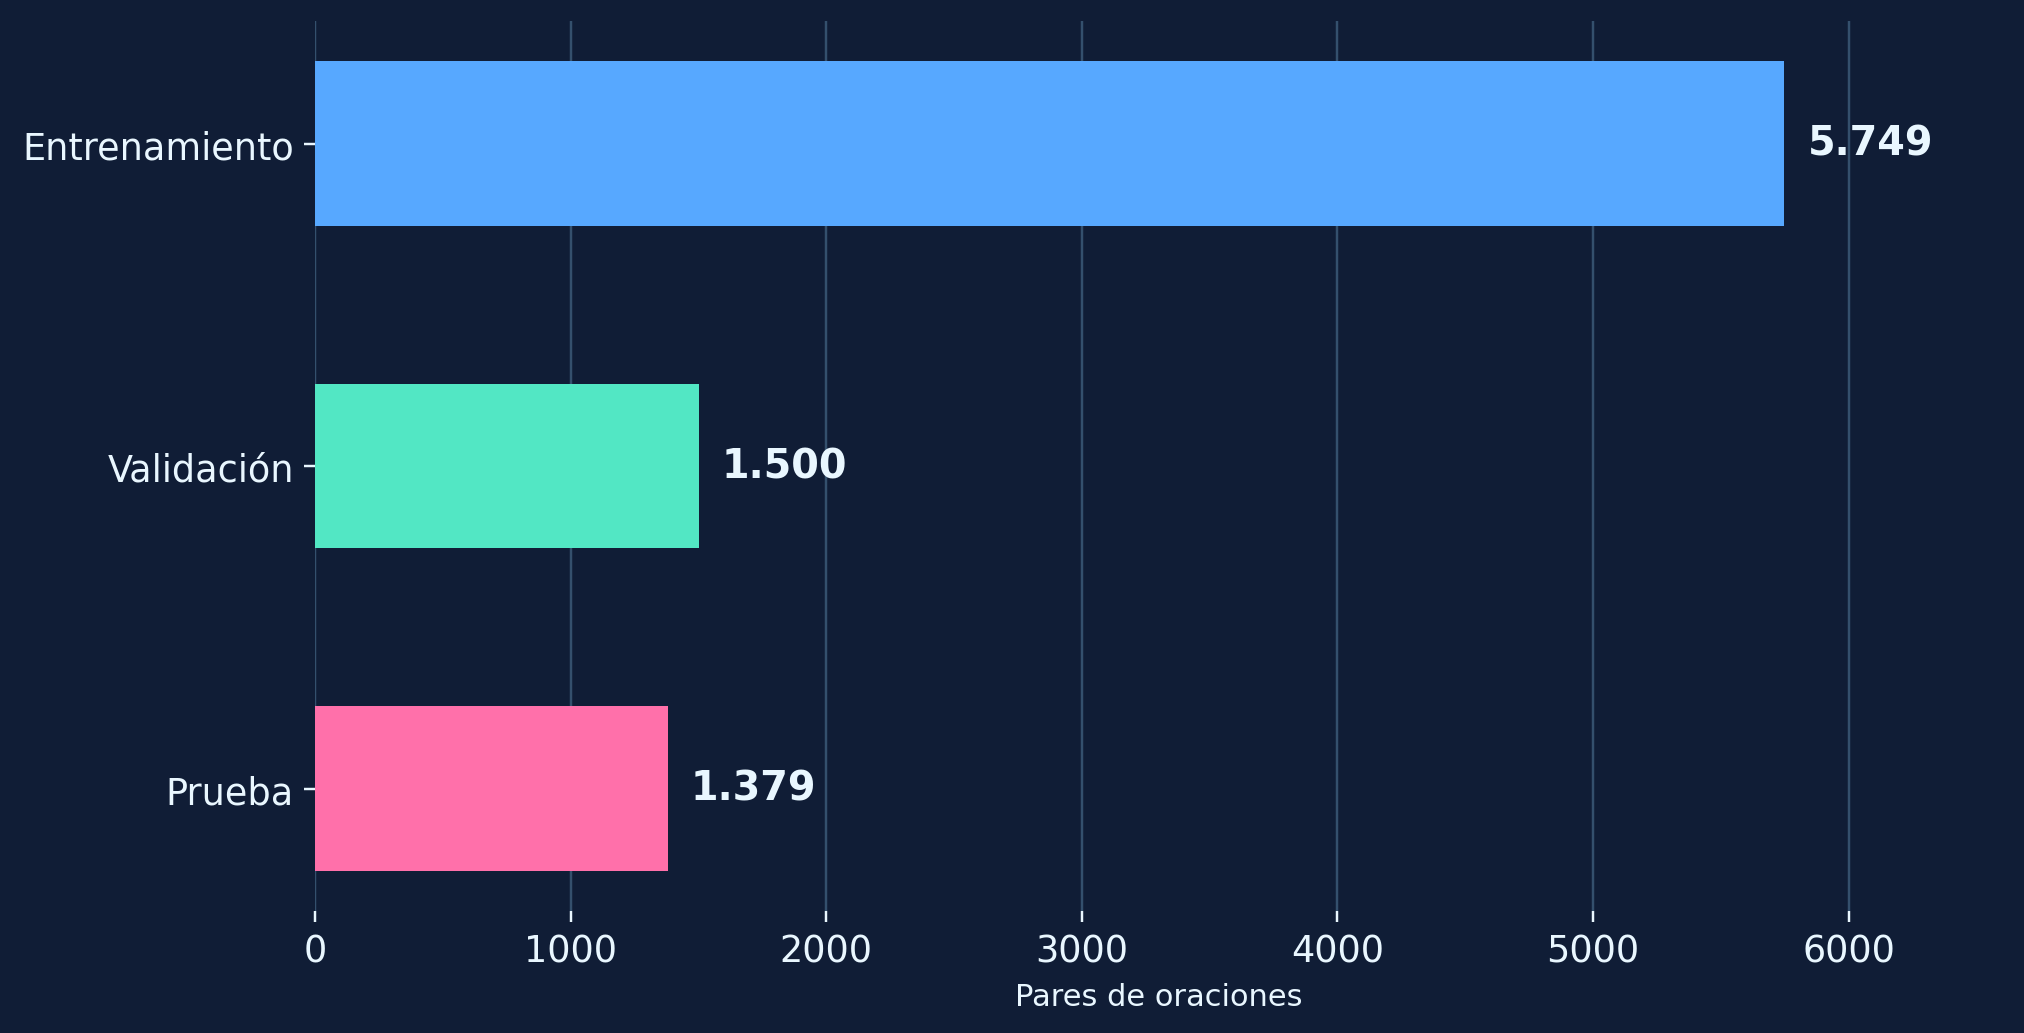 Entrenamiento
5.749
Validación
1.500
Prueba
1.379
0 1000 2000 3000 4000 5000 6000
Pares de oraciones